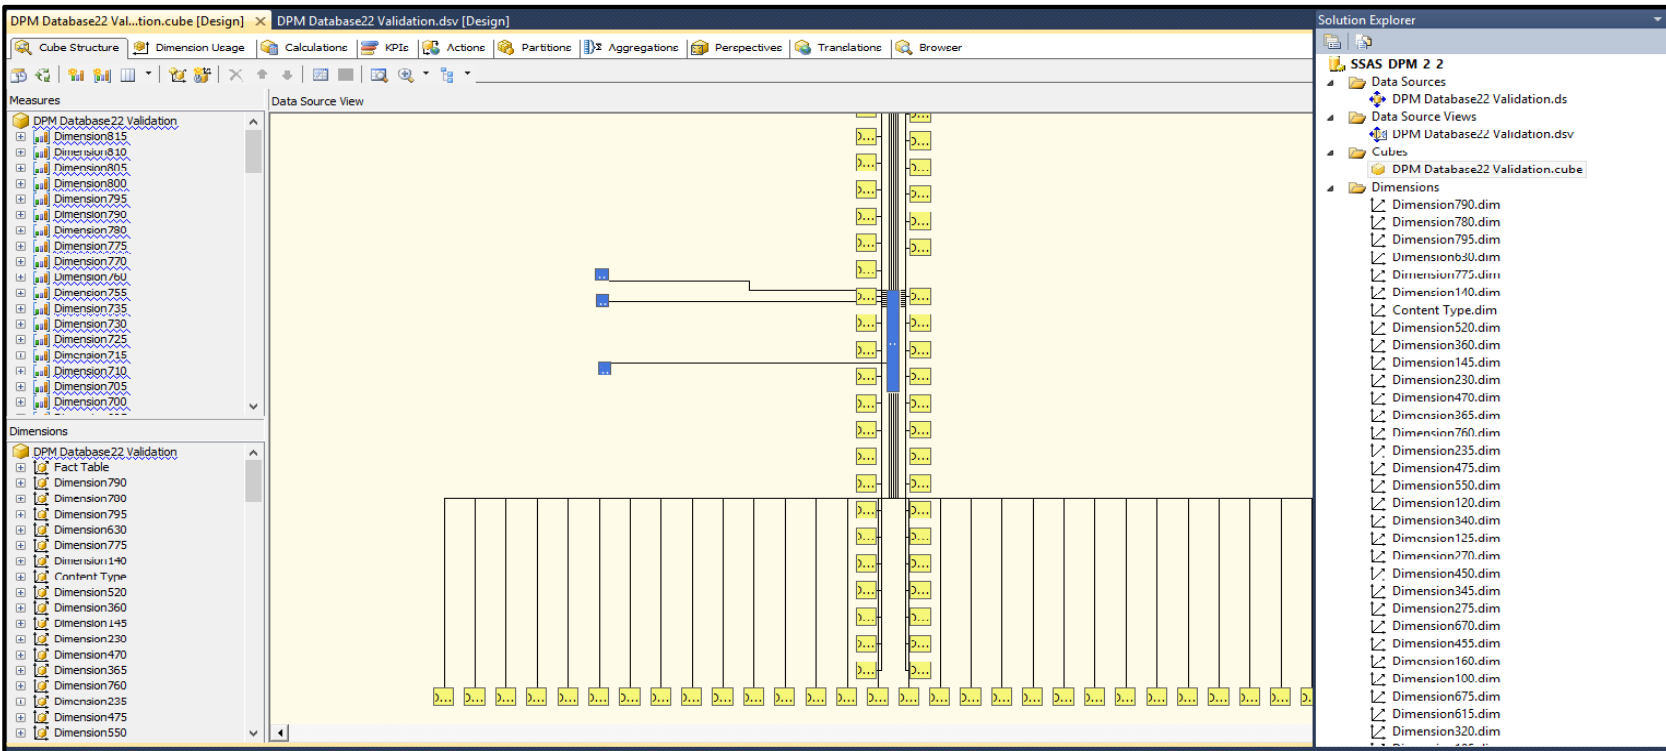 DPM Database22 Val...tion.cube [Design]
DPM Database22 Validation.dsv [Design]
Cube Structure
Dimension Usage
Calculations
KPIs
Actions
Partitions
Aggregations
Perspectives
Translations
Browser
Measures
DPM Database22 Validation
Dimension815
Dimension810
Dimension805
Dimension800
Dimension795
Dimension790
Dimension780
Dimension775
Dimension770
Dimension760
Dimension755
Dimension735
Dimension730
Dimension725
Dimension715
Dimension710
Dimension705
Dimension700
Dimensions
DPM Database22 Validation
Fact Table
Dimension790
Dimension780
Dimension795
Dimension630
Dimension775
Dimension140
Content Type
Dimension520
Dimension360
Dimension145
Dimension230
Dimension470
Dimension365
Dimension760
Dimension235
Dimension475
Dimension550
Data Source View
Solution Explorer
SSAS DPM 2 2
Data Sources
DPM Database22 Validation.ds
Data Source Views
DPM Database22 Validation.dsv
Cubes
DPM Database22 Validation.cube
Dimensions
Dimension790.dim
Dimension780.dim
Dimension795.dim
Dimension630.dim
Dimension775.dim
Dimension140.dim
Content Type.dim
Dimension520.dim
Dimension360.dim
Dimension145.dim
Dimension230.dim
Dimension470.dim
Dimension365.dim
Dimension760.dim
Dimension235.dim
Dimension475.dim
Dimension550.dim
Dimension120.dim
Dimension340.dim
Dimension125.dim
Dimension270.dim
Dimension450.dim
Dimension345.dim
Dimension275.dim
Dimension670.dim
Dimension455.dim
Dimension160.dim
Dimension100.dim
Dimension675.dim
Dimension615.dim
Dimension320.dim